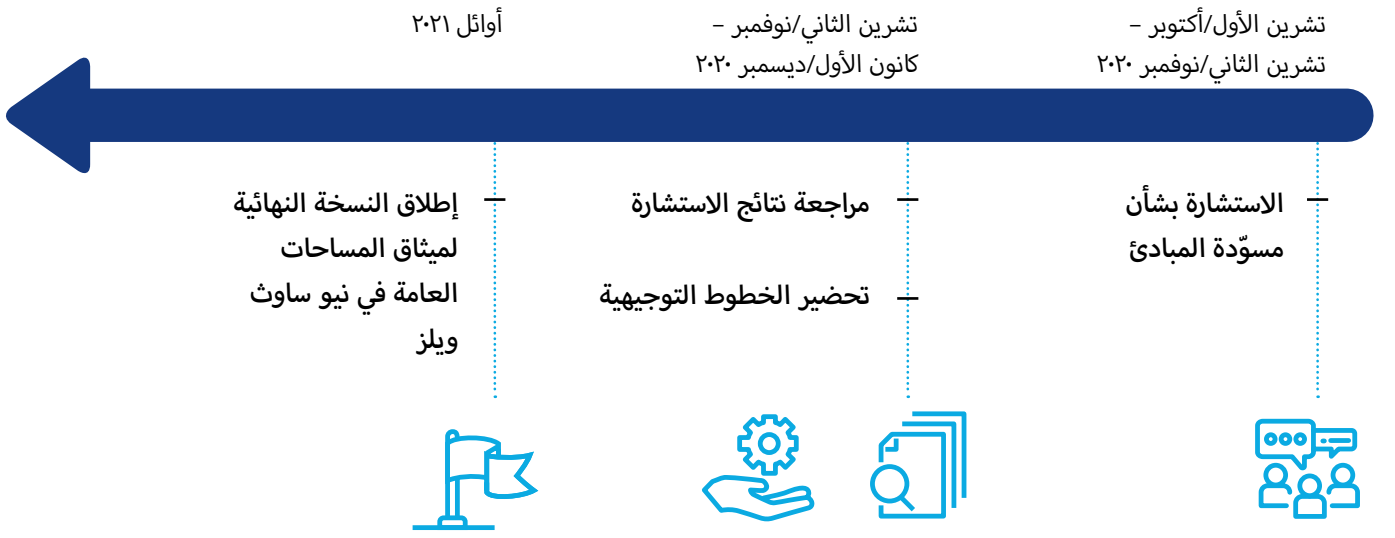 تشرين الأول/أكتوبر –
تشرين الثاني/نوفمبر ٢٠٢٠
— الاستشارة بشأن
مسوّدة المبادئ
تشرين الثاني/نوفمبر –
كانون الأول/ديسمبر ٢٠٢٠
— مراجعة نتائج الاستشارة
— تحضير الخطوط التوجيهية
أوائل ٢٠٢١
— إطلاق النسخة النهائية
لميثاق المساحات
العامة في نيو ساوث
ويلز